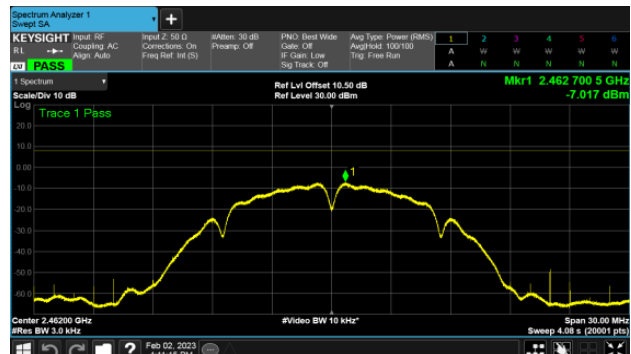 Spectrum Analyzer 1
Swept SA
+
KEYSIGHT
RL
Input: RF
Coupling: AC
Align: Auto
Input Z: 50 Ω
Corrections: On
Freq Ref: Int (S)
#Atten: 30 dB
Preamp: Off
PNO: Best Wide
Gate: Off
IF Gain: Low
Sig Track: Off
Avg Type: Power (RMS)
Avg|Hold: 100/100
Trig: Free Run
1 2 3 4 5 6
A W W W W W
A N N N N N
LXI PASS
1 Spectrum
Scale/Div 10 dB
Ref Lvl Offset 10.50 dB
Ref Level 30.00 dBm
Mkr1 2.462 700 5 GHz
-7.017 dBm
Log
Trace 1 Pass
20.0
10.0
0.00
1
-10.0
-20.0
-30.0
-40.0
-50.0
-60.0
Center 2.46200 GHz
#Res BW 3.0 kHz
#Video BW 10 kHz*
Span 30.00 MHz
Sweep 4.08 s (20001 pts)
?
Feb 02, 2023